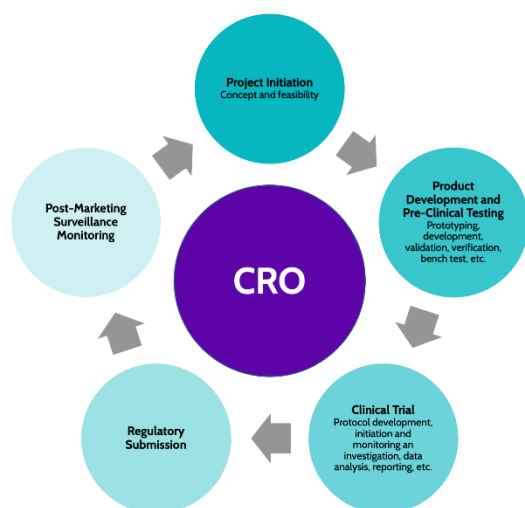 Project Initiation
Concept and feasibility
Product
Development and
Pre-Clinical Testing
Prototyping,
development,
validation, verification,
bench test, etc.
Clinical Trial
Protocol development,
initiation and
monitoring an
investigation, data
analysis, reporting, etc.
Regulatory
Submission
Post-Marketing
Surveillance
Monitoring
CRO